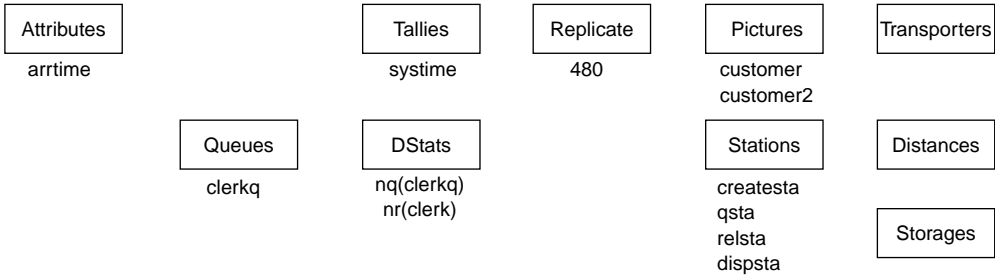 Attributes
Tallies
Replicate
Pictures
Transporters
arrtime
systime
480
customer
customer2
Queues
DStats
Stations
Distances
clerkq
nq(clerkq)
nr(clerk)
createsta
qsta
relsta
dispsta
Storages